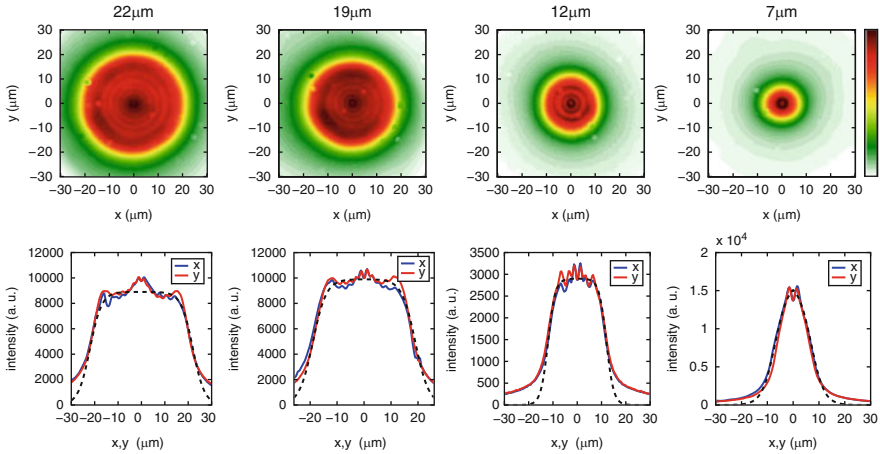 22μm 19μm 12μm 7μm
30 30 30 30
20 20 20 20
10 10 10 10
0 0 0 0
−10 −10 −10 −10
−20 −20 −20 −20
−30 −30 −30 −30
y (μm) y (μm) y (μm) y (μm)
−30 −20 −10 0 10 20 30 −30 −20 −10 0 10 20 30 −30 −20 −10 0 10 20 30 −30 −20 −10 0 10 20 30
x (μm) x (μm) x (μm) x (μm)
x 10⁴
12000 12000 3500 2
10000 10000 3000 1.5
8000 8000 2500 1
6000 6000 2000 0.5
4000 4000 1500 0
2000 2000 1000
0 0 500
0
x x x x
y y y y
intensity (a. u.) intensity (a. u.) intensity (a. u.) intensity (a. u.)
−30 −20 −10 0 10 20 30 −20 −10 0 10 20 −30 −20 −10 0 10 20 30 −30 −20 −10 0 10 20 30
x,y (μm) x,y (μm) x,y (μm) x,y (μm)